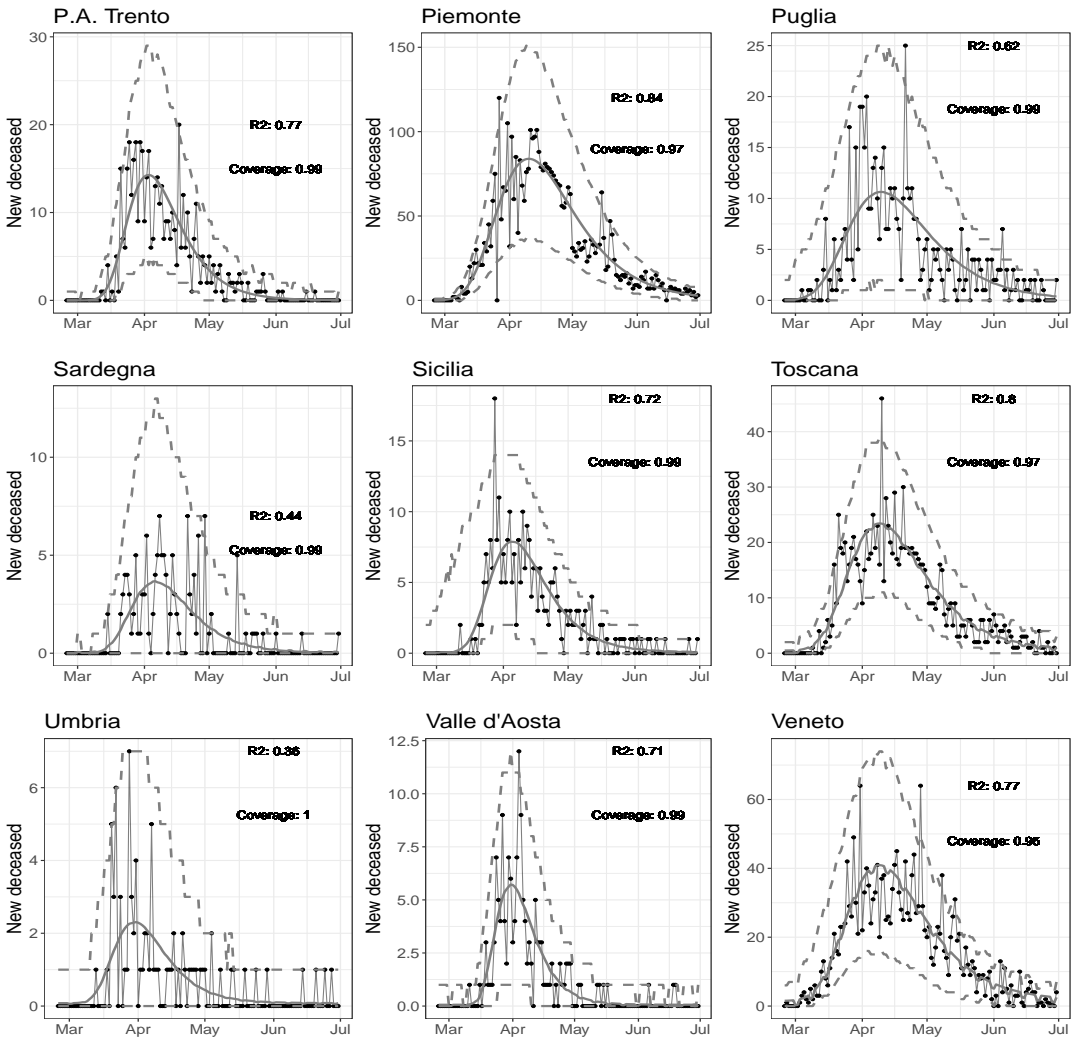 P.A. Trento
New deceased
30
20
10
0
R2: 0.77
Coverage: 0.99
Mar Apr May Jun Jul
Piemonte
New deceased
150
100
50
0
R2: 0.84
Coverage: 0.97
Mar Apr May Jun Jul
Puglia
New deceased
25
20
15
10
5
0
R2: 0.62
Coverage: 0.99
Mar Apr May Jun Jul
Sardegna
New deceased
10
5
0
R2: 0.44
Coverage: 0.99
Mar Apr May Jun Jul
Sicilia
New deceased
15
10
5
0
R2: 0.72
Coverage: 0.99
Mar Apr May Jun Jul
Toscana
New deceased
40
30
20
10
0
R2: 0.8
Coverage: 0.97
Mar Apr May Jun Jul
Umbria
New deceased
6
4
2
0
R2: 0.36
Coverage: 1
Mar Apr May Jun Jul
Valle d'Aosta
New deceased
12.5
10.0
7.5
5.0
2.5
0.0
R2: 0.71
Coverage: 0.99
Mar Apr May Jun Jul
Veneto
New deceased
60
40
20
0
R2: 0.77
Coverage: 0.95
Mar Apr May Jun Jul